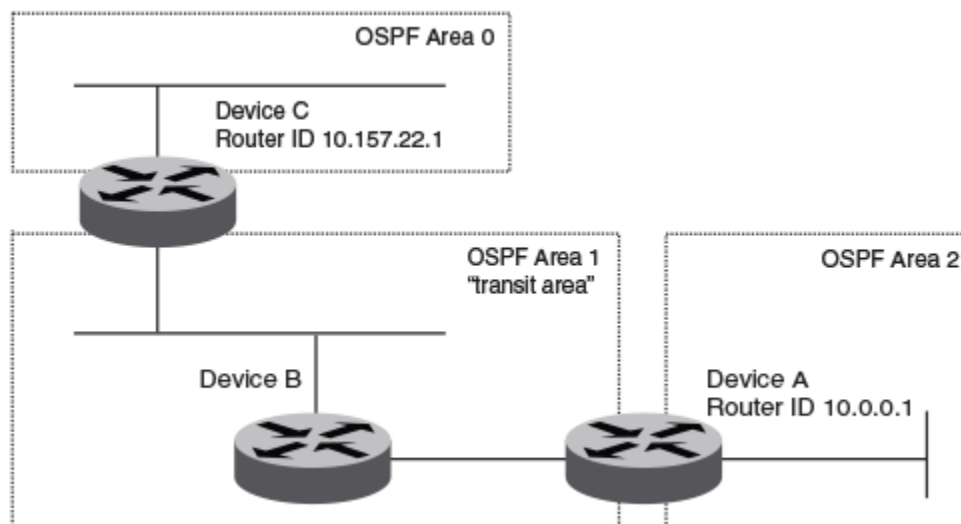 OSPF Area 0
Device C
Router ID 10.157.22.1
OSPF Area 1
“transit area”
OSPF Area 2
Device B
Device A
Router ID 10.0.0.1